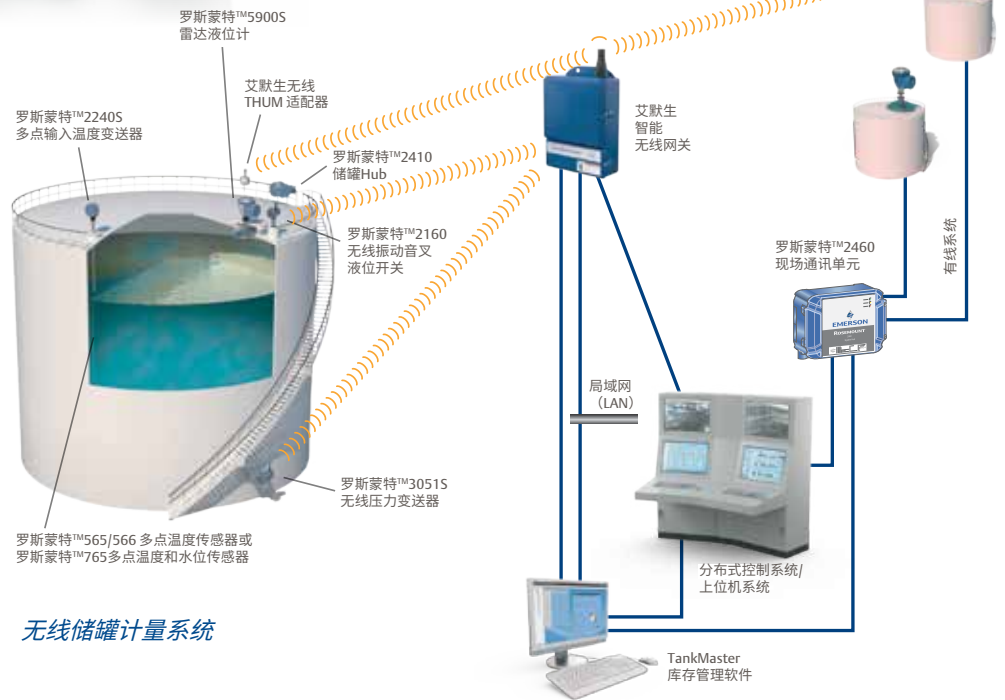 罗斯蒙特™5900S
雷达液位计
艾默生无线
THUM 适配器
罗斯蒙特™2240S
多点输入温度变送器
罗斯蒙特™2410
储罐Hub
罗斯蒙特™2160
无线振动音叉
液位开关
艾默生
智能
无线网关
罗斯蒙特™2460
现场通讯单元
有线系统
EMERSON
ROSEMOUNT
局域网
（LAN）
罗斯蒙特™3051S
无线压力变送器
罗斯蒙特™565/566 多点温度传感器或
罗斯蒙特™765多点温度和水位传感器
分布式控制系统/
上位机系统
无线储罐计量系统
TankMaster
库存管理软件